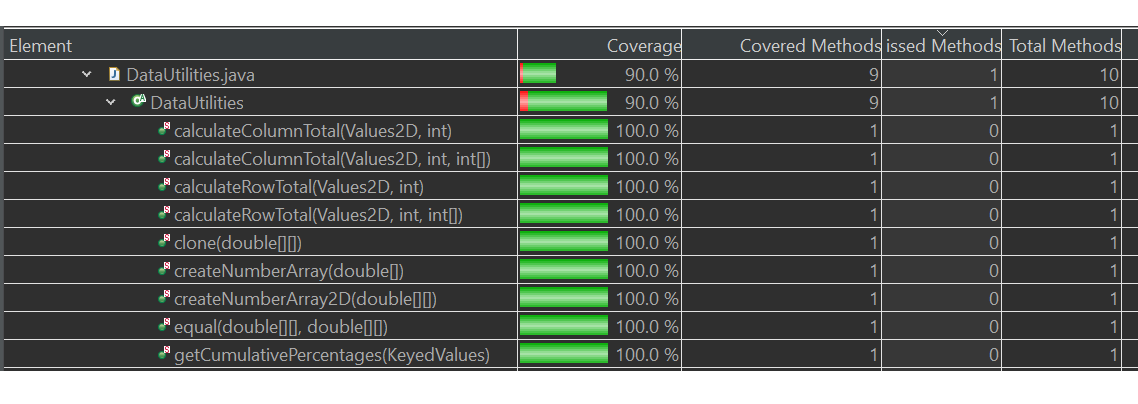 Element Coverage Covered Methods issed Methods Total Methods
DataUtilities.java 90.0 % 9 1 10
DataUtilities 90.0 % 9 1 10
calculateColumnTotal(Values2D, int) 100.0 % 1 0 1
calculateColumnTotal(Values2D, int, int[]) 100.0 % 1 0 1
calculateRowTotal(Values2D, int) 100.0 % 1 0 1
calculateRowTotal(Values2D, int, int[]) 100.0 % 1 0 1
clone(double[][]) 100.0 % 1 0 1
createNumberArray(double[]) 100.0 % 1 0 1
createNumberArray2D(double[][]) 100.0 % 1 0 1
equal(double[][], double[][]) 100.0 % 1 0 1
getCumulativePercentages(KeyedValues) 100.0 % 1 0 1